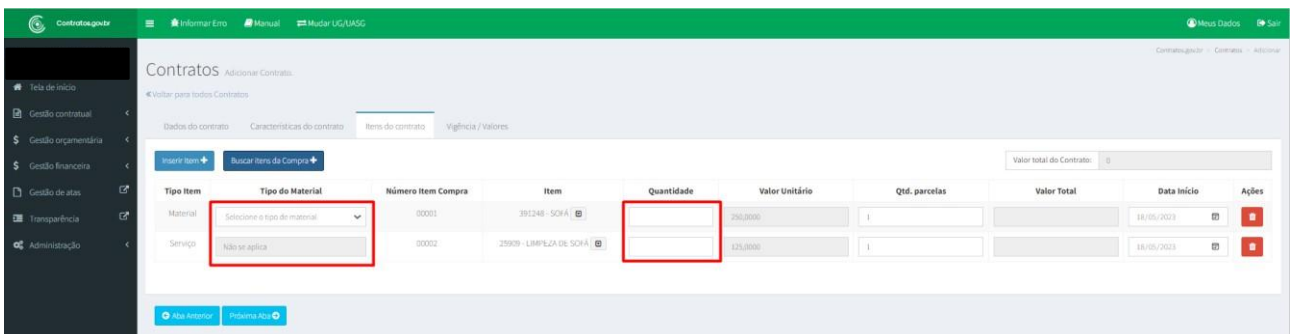 Contratos.gov.br Informar Erro Manual Mudar UG/UASG Meus Dados Sair
Contratos.gov.br > Contratos > Adicionar
Contratos Adicionar Contrato.
Voltar para todos Contratos
Tela de início
Gestão contratual
Gestão orçamentária
Gestão financeira
Gestão de atas
Transparência
Administração
Dados do contrato Características do contrato Itens do contrato Vigência / Valores
Inserir Item Buscar itens da Compra Valor total do Contrato: 0
Tipo Item Tipo do Material Número Item Compra Item Quantidade Valor Unitário Qtd. parcelas Valor Total Data Início Ações
Material Selecione o tipo de material 00001 391248 - SOFÁ 250,0000 1 18/05/2023
Serviço Não se aplica 00002 25909 - LIMPEZA DE SOFÁ 125,0000 1 18/05/2023
Aba Anterior Próxima Aba